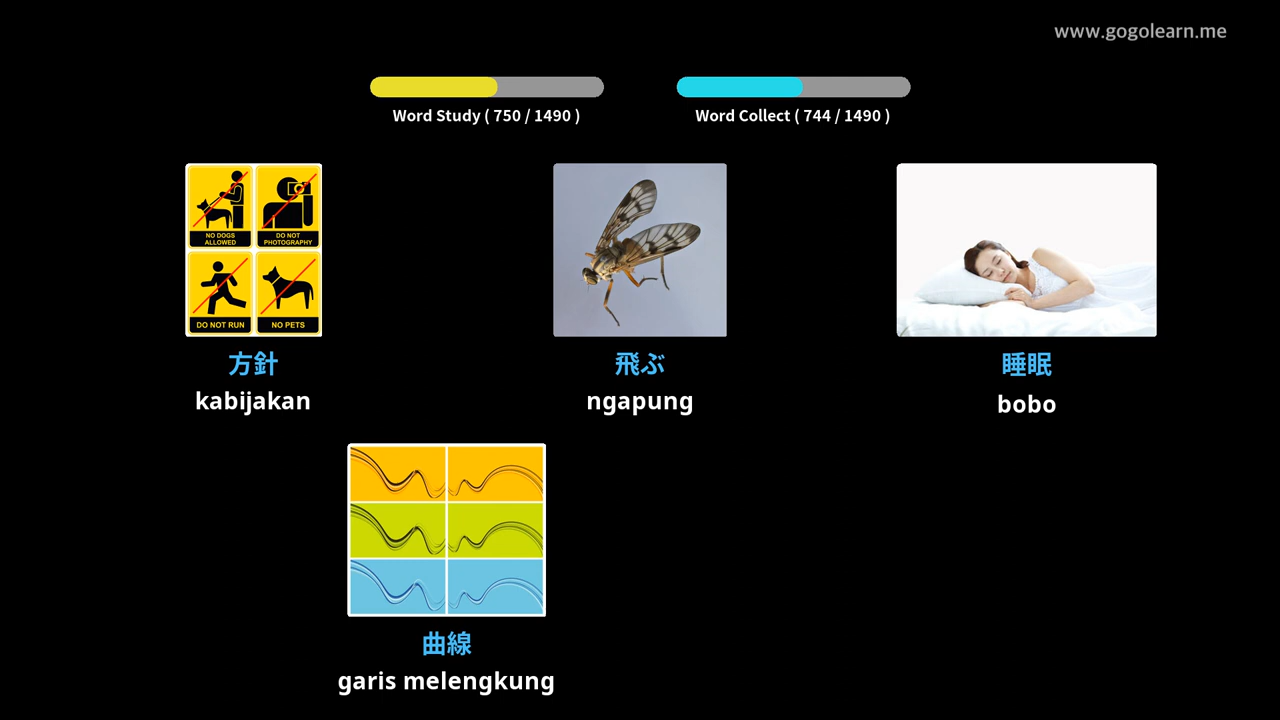 www.gogolearn.me
Word Study ( 750 / 1490 )
Word Collect ( 744 / 1490 )
NO DOGS
ALLOWED
DO NOT
PHOTOGRAPHY
DO NOT RUN
NO PETS
方針
kabijakan
飛ぶ
ngapung
睡眠
bobo
曲線
garis melengkung